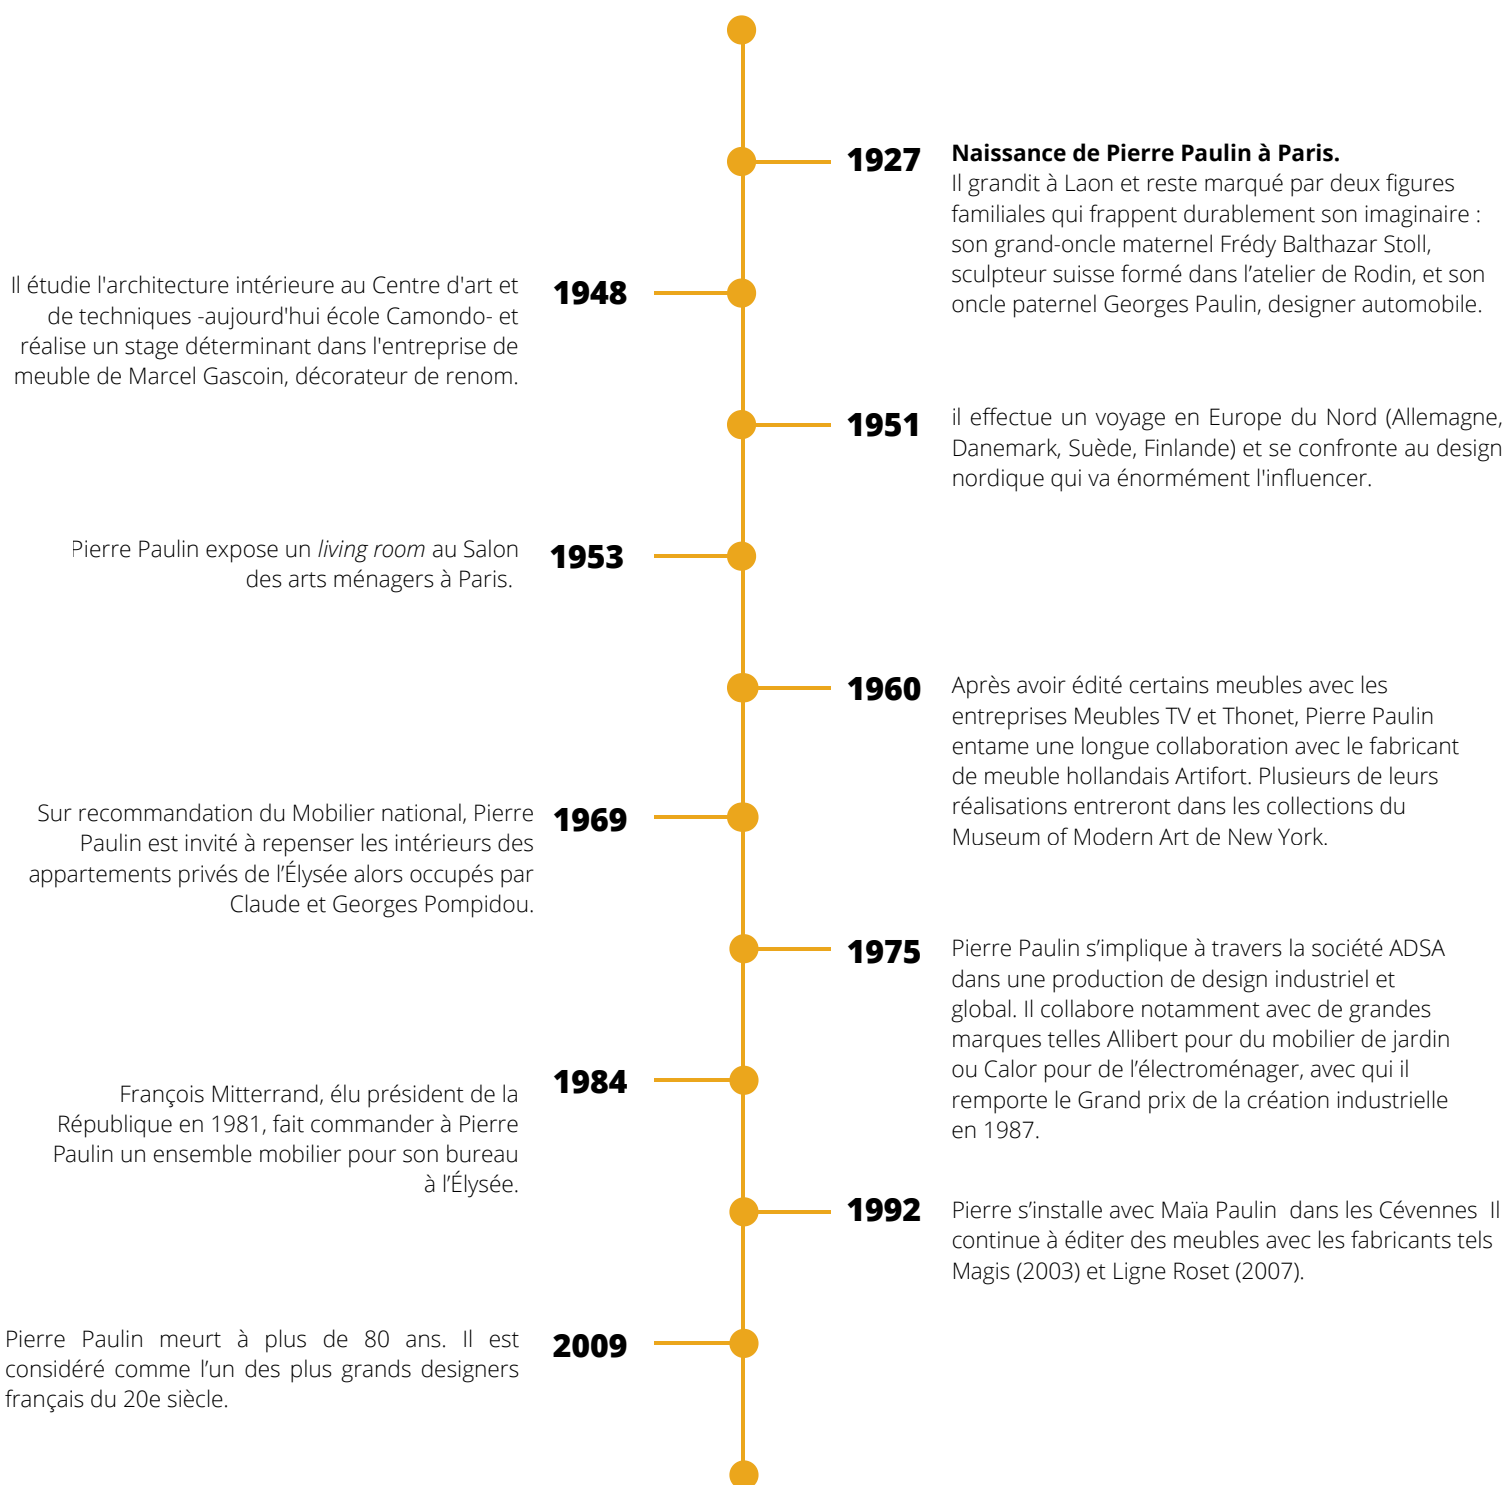 1927
Naissance de Pierre Paulin à Paris.
Il grandit à Laon et reste marqué par deux figures
familiales qui frappent durablement son imaginaire :
son grand-oncle maternel Frédy Balthazar Stoll,
sculpteur suisse formé dans l’atelier de Rodin, et son
oncle paternel Georges Paulin, designer automobile.
1948
Il étudie l'architecture intérieure au Centre d'art et
de techniques -aujourd'hui école Camondo- et
réalise un stage déterminant dans l'entreprise de
meuble de Marcel Gascoin, décorateur de renom.
1951
il effectue un voyage en Europe du Nord (Allemagne,
Danemark, Suède, Finlande) et se confronte au design
nordique qui va énormément l'influencer.
1953
Pierre Paulin expose un living room au Salon
des arts ménagers à Paris.
1960
Après avoir édité certains meubles avec les
entreprises Meubles TV et Thonet, Pierre Paulin
entame une longue collaboration avec le fabricant
de meuble hollandais Artifort. Plusieurs de leurs
réalisations entreront dans les collections du
Museum of Modern Art de New York.
1969
Sur recommandation du Mobilier national, Pierre
Paulin est invité à repenser les intérieurs des
appartements privés de l’Élysée alors occupés par
Claude et Georges Pompidou.
1975
Pierre Paulin s’implique à travers la société ADSA
dans une production de design industriel et
global. Il collabore notamment avec de grandes
marques telles Allibert pour du mobilier de jardin
ou Calor pour de l’électroménager, avec qui il
remporte le Grand prix de la création industrielle
en 1987.
1984
François Mitterrand, élu président de la
République en 1981, fait commander à Pierre
Paulin un ensemble mobilier pour son bureau
à l’Élysée.
1992
Pierre s’installe avec Maïa Paulin dans les Cévennes Il
continue à éditer des meubles avec les fabricants tels
Magis (2003) et Ligne Roset (2007).
2009
Pierre Paulin meurt à plus de 80 ans. Il est
considéré comme l’un des plus grands designers
français du 20e siècle.